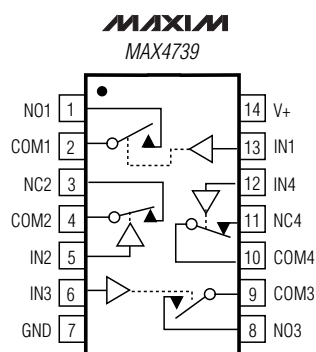 MAXIM
MAX4739
NO1 1 14 V+
COM1 2 13 IN1
NC2 3 12 IN4
COM2 4 11 NC4
IN2 5 10 COM4
IN3 6 9 COM3
GND 7 8 NO3